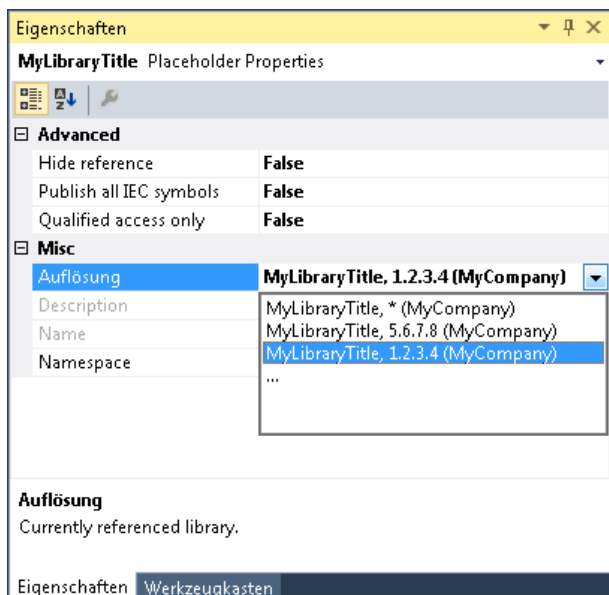 Eigenschaften
MyLibraryTitle Placeholder Properties
Advanced
Hide reference False
Publish all IEC symbols False
Qualified access only False
Misc
Auflösung MyLibraryTitle, 1.2.3.4 (MyCompany)
Description MyLibraryTitle, * (MyCompany)
Name MyLibraryTitle, 5.6.7.8 (MyCompany)
MyLibraryTitle, 1.2.3.4 (MyCompany)
Namespace ...
Auflösung
Currently referenced library.
Eigenschaften Werkzeugkasten